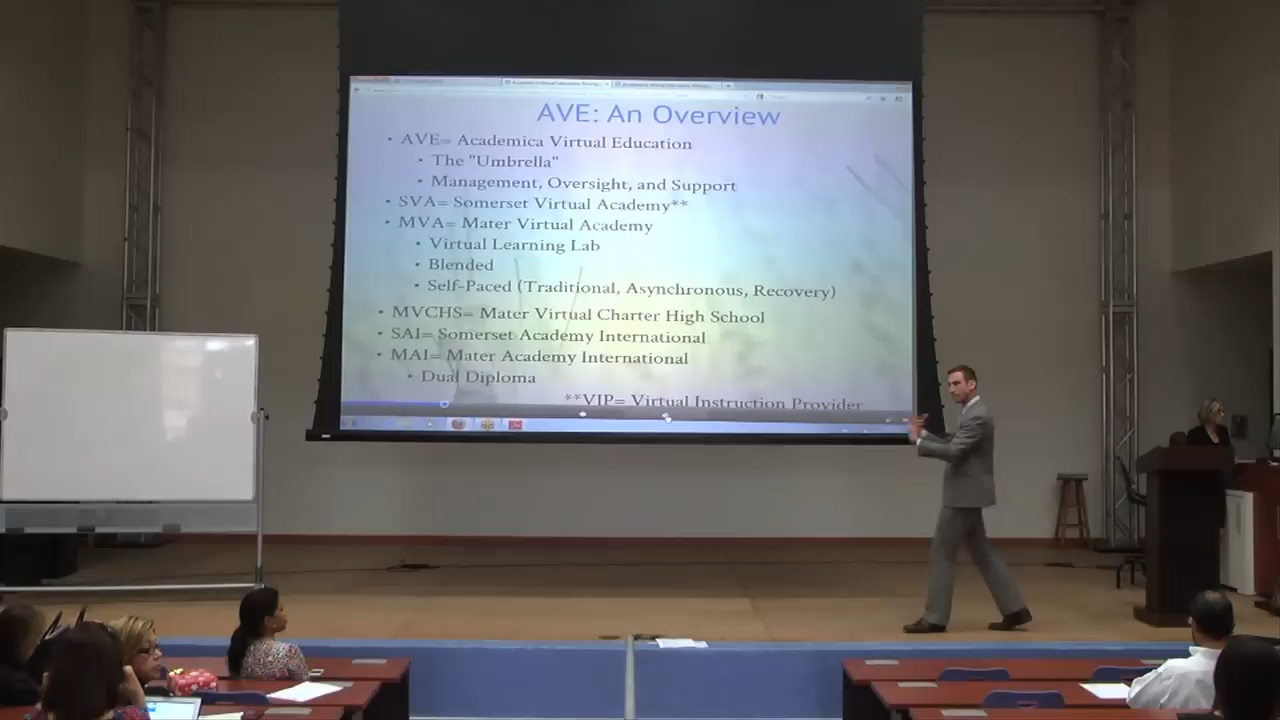 AVE: An Overview
• AVE= Academica Virtual Education
• The "Umbrella"
• Management, Oversight, and Support
• SVA= Somerset Virtual Academy**
• MVA= Mater Virtual Academy
• Virtual Learning Lab
• Blended
• Self-Paced (Traditional, Asynchronous, Recovery)
• MVCHS= Mater Virtual Charter High School
• SAI= Somerset Academy International
• MAI= Mater Academy International
• Dual Diploma
**VIP= Virtual Instruction Provider